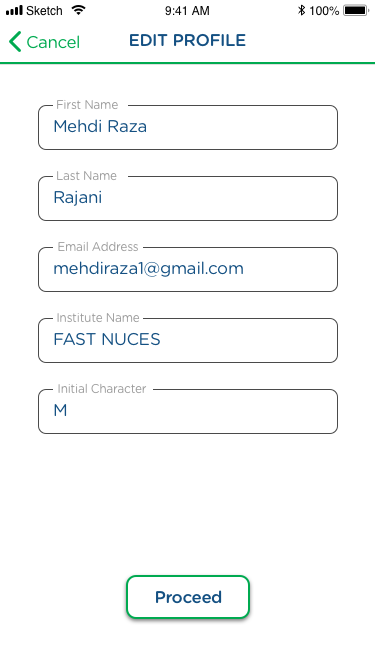 Sketch 9:41 AM 100%
Cancel EDIT PROFILE
First Name
Mehdi Raza
Last Name
Rajani
Email Address
mehdiraza1@gmail.com
Institute Name
FAST NUCES
Initial Character
M
Proceed